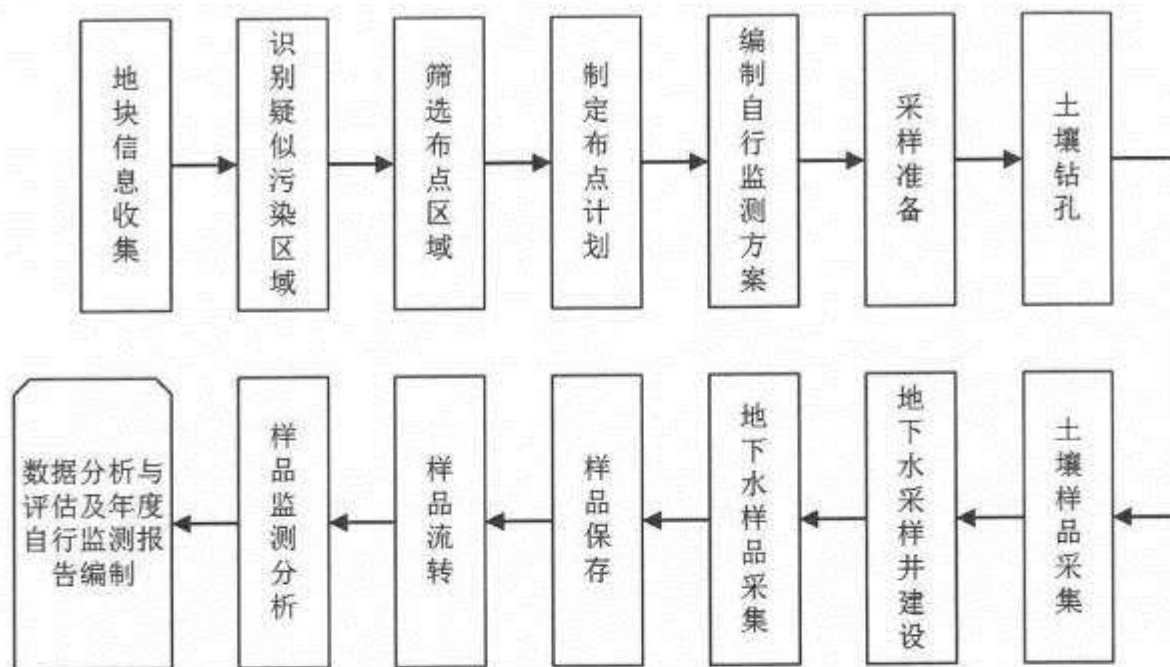 地块信息收集
识别疑似污染区域
筛选布点区域
制定布点计划
编制自行监测方案
采样准备
土壤钻孔
土壤样品采集
地下水采样井建设
地下水样品采集
样品保存
样品流转
样品监测分析
数据分析与
评估及年度
自行监测报
告编制